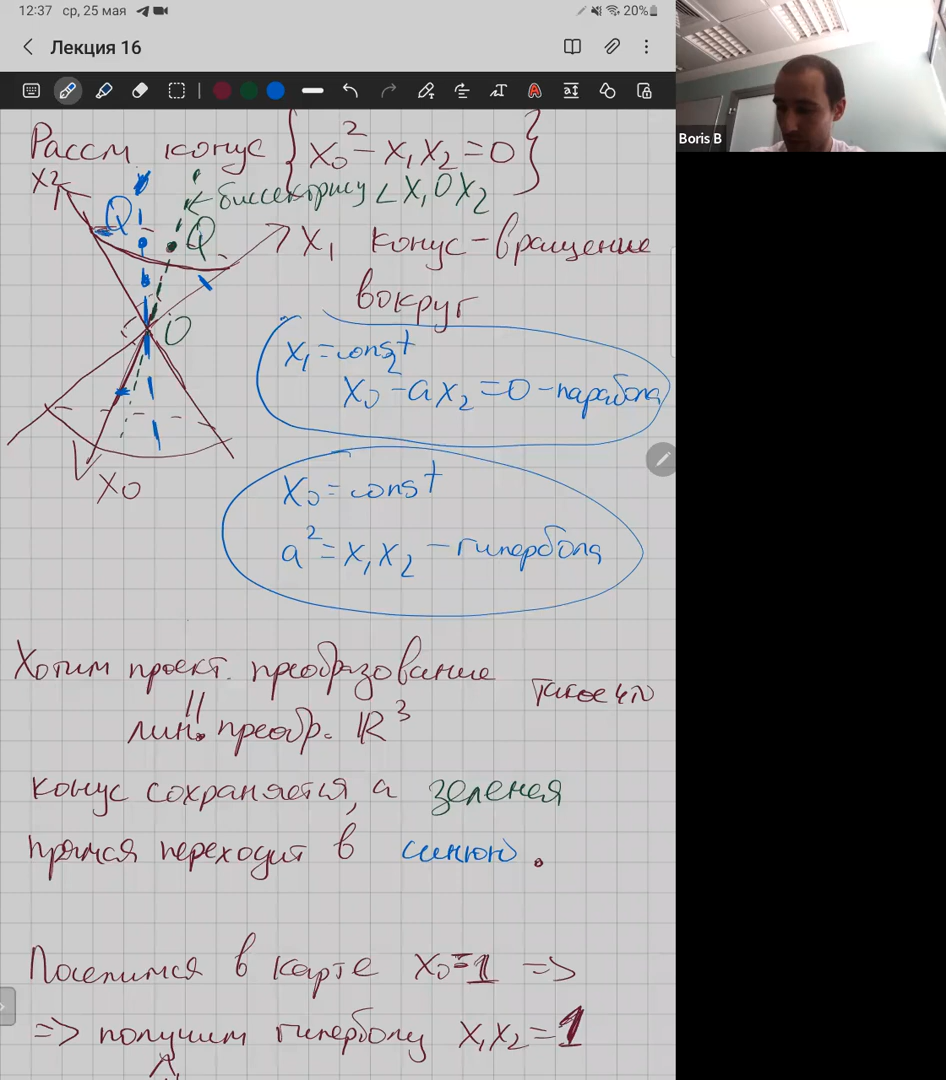 12:37 ср, 25 мая 20%
Лекция 16
Boris B
Рассм конус {X₀² - X₁X₂ = 0}
биссектрису ∠X₁OX₂
X₂ Q Q
X₁ конус - вращение
вокруг
O
X₀
X₁ = const
X₀² - aX₂ = 0 - парабола
X₀ = const
a² = X₁X₂ - гипербола
Хотим проект. преобразование такое что
||
лин. преобр. ℝ³
конус сохраняется, а зеленая
прямая переходит в синюю.
Поселимся в карте X₀ = 1 =>
=> получим гиперболу X₁X₂ = 1